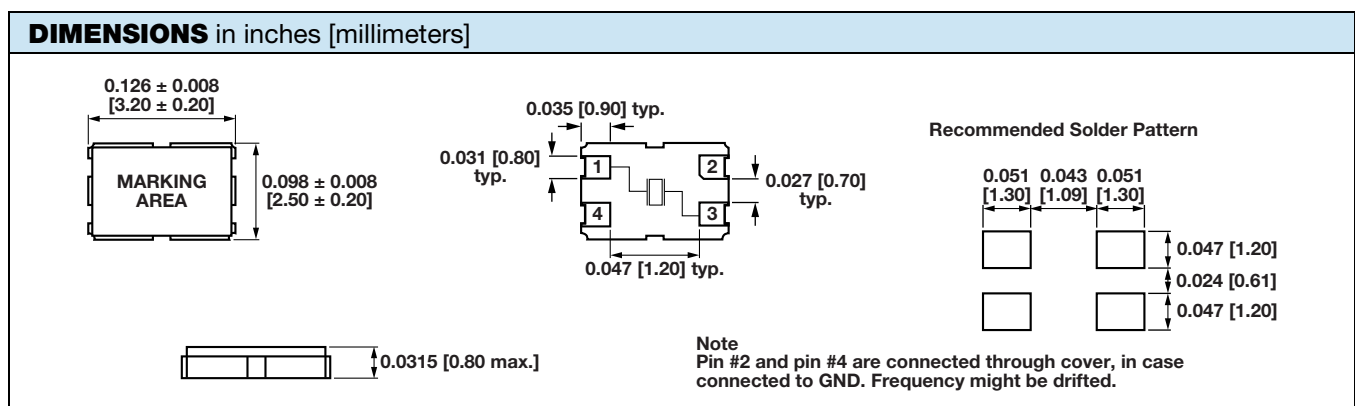 DIMENSIONS in inches [millimeters]
0.126 ± 0.008
[3.20 ± 0.20]
MARKING
AREA
0.098 ± 0.008
[2.50 ± 0.20]
0.035 [0.90] typ.
0.031 [0.80]
typ.
1
2
4
3
0.027 [0.70]
typ.
0.047 [1.20] typ.
Recommended Solder Pattern
0.051 0.043 0.051
[1.30] [1.09] [1.30]
0.047 [1.20]
0.024 [0.61]
0.047 [1.20]
0.0315 [0.80 max.]
Note
Pin #2 and pin #4 are connected through cover, in case
connected to GND. Frequency might be drifted.